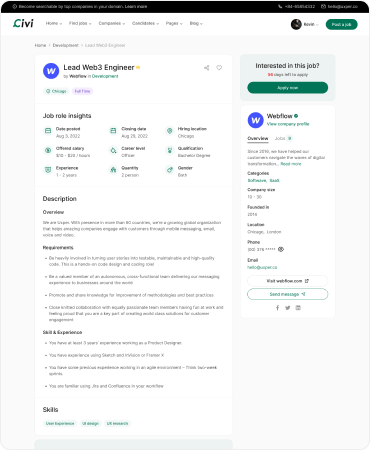 Become searchable by top companies in your domain. Learn more
hello@uxper.co
Civi
Home
Find jobs
Companies
Candidates
Pages
Blog
Kevin
Post a job
Home - Development - Lead Web3 Engineer
Lead Web3 Engineer
by Webflow in Development
Chicago
Full Time
Job role insights
Date posted
Aug 3, 2022
Closing date
Aug 29, 2022
Hiring location
Chicago
Offered salary
$10 - $20 / hours
Career level
Officer
Qualification
Bachelor Degree
Experience
1 - 2 years
Quantity
2 person
Gender
Both
Description
Overview
We are Uxper. With presence in more than 60 countries, we're a growing global organization
that helps amazing companies engage with customers through mobile messaging, email,
voice and video.
Requirements
• Be heavily involved in turning user stories into testable, maintainable and high-quality
code. This is a hands-on code design and coding role!
• Be a valued member of an autonomous, cross-functional team delivering our messaging
experience to businesses around the world
• Promote and share knowledge for improvement of methodologies and best practices
• Close knitted collaboration with equally passionate team members having fun at work and
feeling proud that you are a key part of creating world class solutions for customer
engagement
Skill & Experience
• You have at least 3 years' experience working as a Product Designer
• You have experience using Sketch and InVision or Framer X
• You have some previous experience working in an agile environment – Think two-week
sprints.
• You are familiar using Jira and Confluence in your workflow
Skills
User Experience
UI design
UX research
Interested in this job?
days left to apply
Apply now
Webflow
View company profile
Overview
Jobs
Since 2016, we have helped our
customers navigate the waves of digital
transformation... Read more
Categories
Software, SaaS
Company size
10 - 30
Founded in
2014
Location
Chicago, London
Phone
Email
hello@uxper.co
Visit webflow.com
Send message